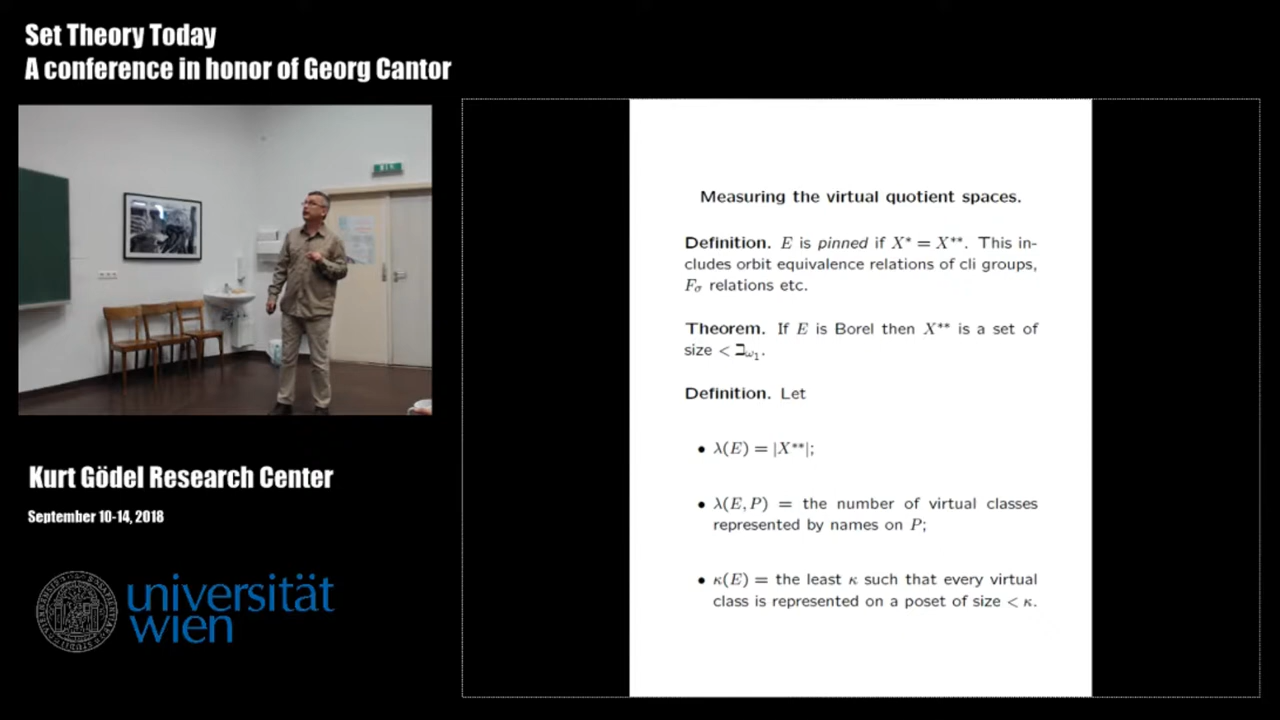 Set Theory Today
A conference in honor of Georg Cantor
Measuring the virtual quotient spaces.
Definition. E is pinned if X* = X**. This in-
cludes orbit equivalence relations of cli groups,
Fσ relations etc.
Theorem. If E is Borel then X** is a set of
size < ℶω₁.
Definition. Let
• λ(E) = |X**|;
• λ(E, P) = the number of virtual classes
represented by names on P;
• κ(E) = the least κ such that every virtual
class is represented on a poset of size < κ.
Kurt Gödel Research Center
September 10-14, 2018
universität
wien